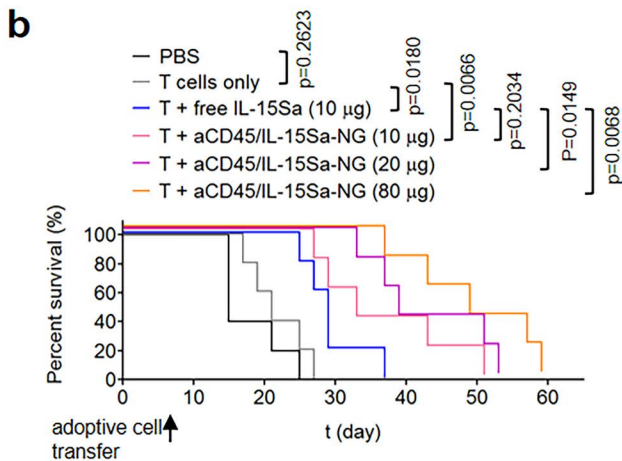 b
PBS
T cells only
T + free IL-15Sa (10 μg)
T + aCD45/IL-15Sa-NG (10 μg)
T + aCD45/IL-15Sa-NG (20 μg)
T + aCD45/IL-15Sa-NG (80 μg)
p=0.2623
p=0.0180
p=0.0066
p=0.2034
P=0.0149
p=0.0068
Percent survival (%)
100
80
60
40
20
0
0 10 20 30 40 50 60
t (day)
adoptive cell
transfer